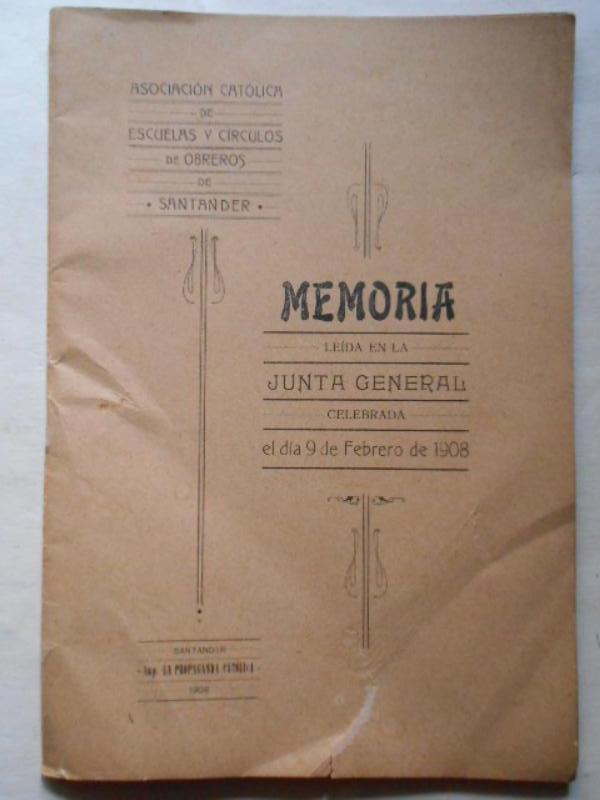 ASOCIACIÓN CATÓLICA
DE
ESCUELAS Y CÍRCULOS
DE OBREROS
DE
• SANTANDER •
MEMORIA
LEÍDA EN LA
JUNTA GENERAL
CELEBRADA
el día 9 de Febrero de 1908
SANTANDER
Imp. LA PROPAGANDA CATÓLICA
1908